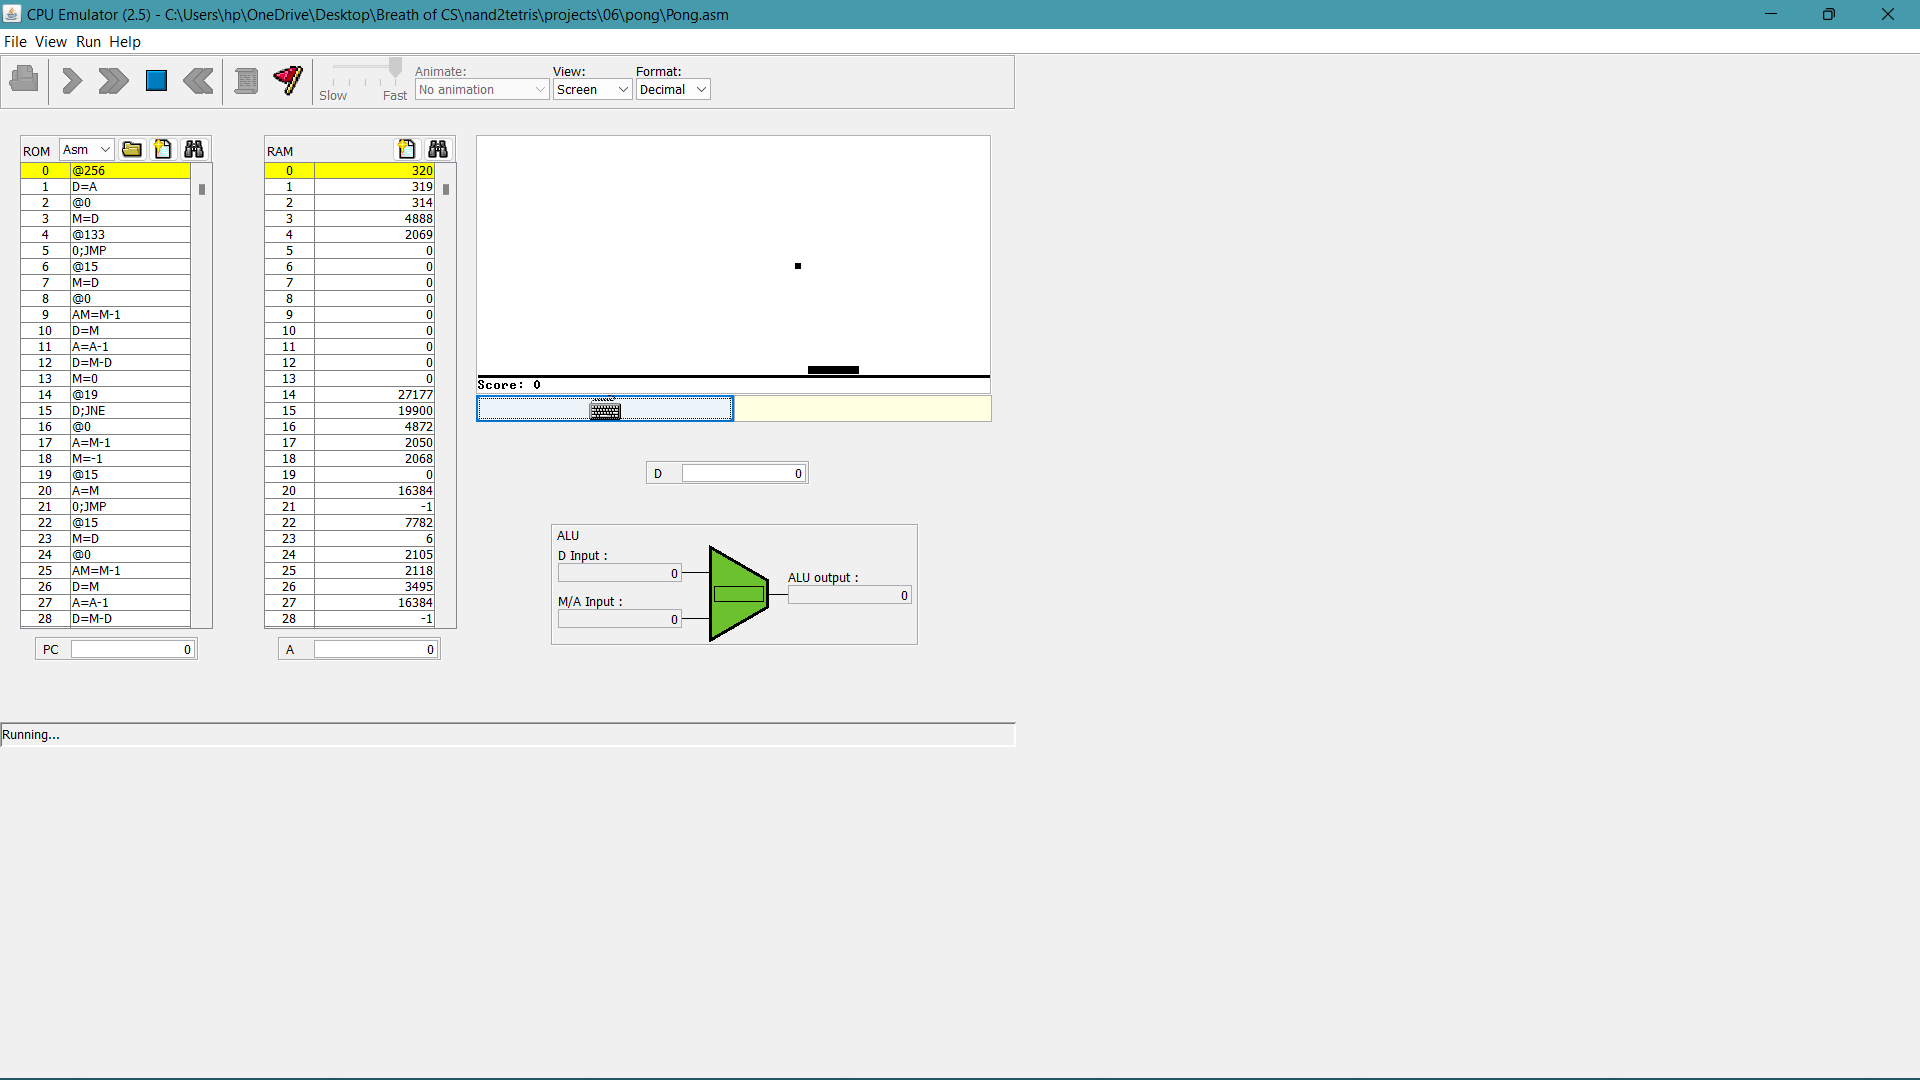 CPU Emulator (2.5) - C:\Users\hp\OneDrive\Desktop\Breath of CS\nand2tetris\projects\06\pong\Pong.asm
File View Run Help
Slow Fast
Animate:
No animation
View:
Screen
Format:
Decimal
ROM Asm
0 @256
1 D=A
2 @0
3 M=D
4 @133
5 0;JMP
6 @15
7 M=D
8 @0
9 AM=M-1
10 D=M
11 A=A-1
12 D=M-D
13 M=0
14 @19
15 D;JNE
16 @0
17 A=M-1
18 M=-1
19 @15
20 A=M
21 0;JMP
22 @15
23 M=D
24 @0
25 AM=M-1
26 D=M
27 A=A-1
28 D=M-D
PC 0
RAM
0 320
1 319
2 314
3 4888
4 2069
5 0
6 0
7 0
8 0
9 0
10 0
11 0
12 0
13 0
14 27177
15 19900
16 4872
17 2050
18 2068
19 0
20 16384
21 -1
22 7782
23 6
24 2105
25 2118
26 3495
27 16384
28 -1
A 0
Score: 0
D 0
ALU
D Input :
0
M/A Input :
0
ALU output :
0
Running...